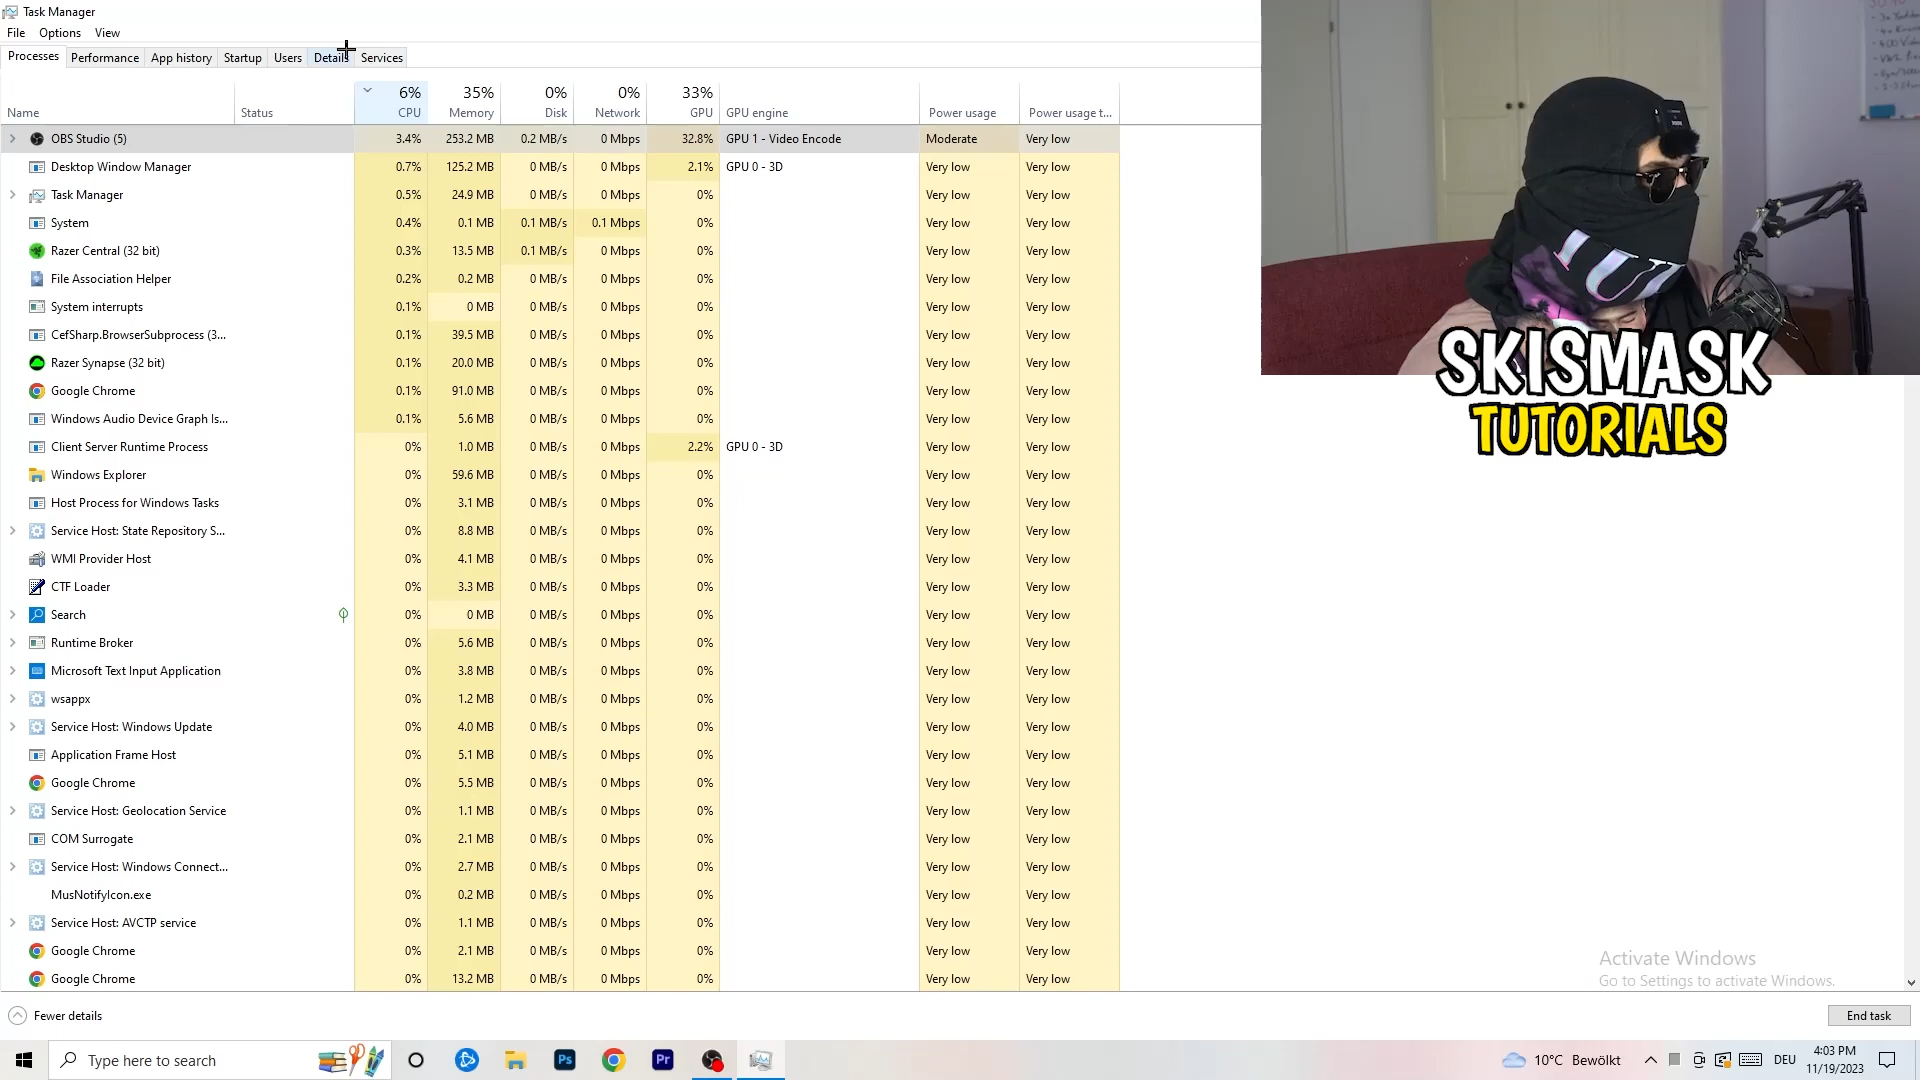 Task Manager
File Options View
Processes Performance App history Startup Users Details Services
6% 35% 0% 0% 33%
Name Status CPU Memory Disk Network GPU GPU engine Power usage Power usage t...
OBS Studio (5) 3.4% 253.2 MB 0.2 MB/s 0 Mbps 32.8% GPU 1 - Video Encode Moderate Very low
Desktop Window Manager 0.7% 125.2 MB 0 MB/s 0 Mbps 2.1% GPU 0 - 3D Very low Very low
Task Manager 0.5% 24.9 MB 0 MB/s 0 Mbps 0% Very low Very low
System 0.4% 0.1 MB 0.1 MB/s 0.1 Mbps 0% Very low Very low
Razer Central (32 bit) 0.3% 13.5 MB 0.1 MB/s 0 Mbps 0% Very low Very low
File Association Helper 0.2% 0.2 MB 0 MB/s 0 Mbps 0% Very low Very low
System interrupts 0.1% 0 MB 0 MB/s 0 Mbps 0% Very low Very low
CefSharp.BrowserSubprocess (3... 0.1% 39.5 MB 0 MB/s 0 Mbps 0% Very low Very low
Razer Synapse (32 bit) 0.1% 20.0 MB 0 MB/s 0 Mbps 0% Very low Very low
Google Chrome 0.1% 91.0 MB 0 MB/s 0 Mbps 0% Very low Very low
Windows Audio Device Graph Is... 0.1% 5.6 MB 0 MB/s 0 Mbps 0% Very low Very low
Client Server Runtime Process 0% 1.0 MB 0 MB/s 0 Mbps 2.2% GPU 0 - 3D Very low Very low
Windows Explorer 0% 59.6 MB 0 MB/s 0 Mbps 0% Very low Very low
Host Process for Windows Tasks 0% 3.1 MB 0 MB/s 0 Mbps 0% Very low Very low
Service Host: State Repository S... 0% 8.8 MB 0 MB/s 0 Mbps 0% Very low Very low
WMI Provider Host 0% 4.1 MB 0 MB/s 0 Mbps 0% Very low Very low
CTF Loader 0% 3.3 MB 0 MB/s 0 Mbps 0% Very low Very low
Search 0% 0 MB 0 MB/s 0 Mbps 0% Very low Very low
Runtime Broker 0% 5.6 MB 0 MB/s 0 Mbps 0% Very low Very low
Microsoft Text Input Application 0% 3.8 MB 0 MB/s 0 Mbps 0% Very low Very low
wsappx 0% 1.2 MB 0 MB/s 0 Mbps 0% Very low Very low
Service Host: Windows Update 0% 4.0 MB 0 MB/s 0 Mbps 0% Very low Very low
Application Frame Host 0% 5.1 MB 0 MB/s 0 Mbps 0% Very low Very low
Google Chrome 0% 5.5 MB 0 MB/s 0 Mbps 0% Very low Very low
Service Host: Geolocation Service 0% 1.1 MB 0 MB/s 0 Mbps 0% Very low Very low
COM Surrogate 0% 2.1 MB 0 MB/s 0 Mbps 0% Very low Very low
Service Host: Windows Connect... 0% 2.7 MB 0 MB/s 0 Mbps 0% Very low Very low
MusNotifyIcon.exe 0% 0.2 MB 0 MB/s 0 Mbps 0% Very low Very low
Service Host: AVCTP service 0% 1.1 MB 0 MB/s 0 Mbps 0% Very low Very low
Google Chrome 0% 2.1 MB 0 MB/s 0 Mbps 0% Very low Very low
Google Chrome 0% 13.2 MB 0 MB/s 0 Mbps 0% Very low Very low
SKISMASK
TUTORIALS
Activate Windows
Go to Settings to activate Windows.
Fewer details End task
Type here to search Ps Pr 10°C Bewölkt DEU 4:03 PM
11/19/2023